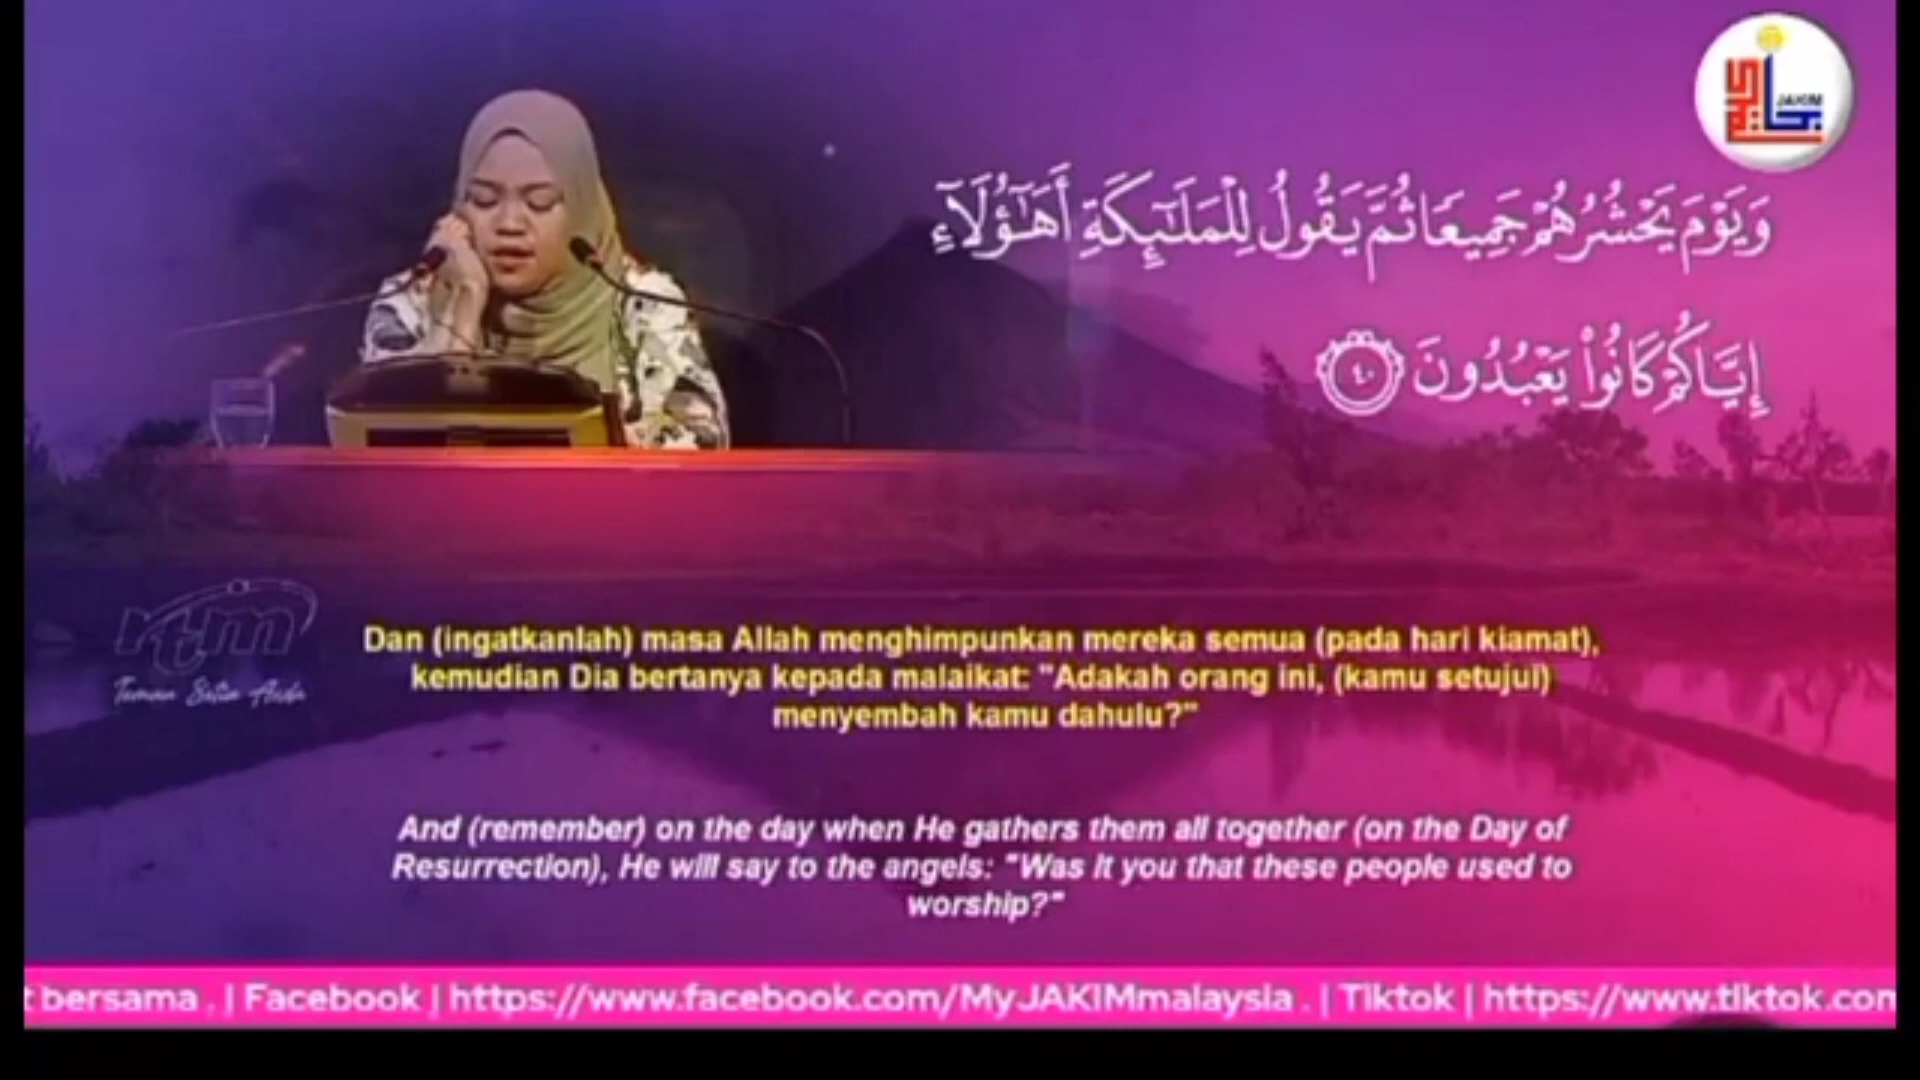 JAKIM
وَيَوْمَ يَحْشُرُهُمْ جَمِيعًا ثُمَّ يَقُولُ لِلْمَلَٰٓئِكَةِ أَهَٰٓؤُلَآءِ
إِيَّاكُمْ كَانُوا۟ يَعْبُدُونَ ٤٠
rtm
Teman Setia Anda
Dan (ingatkanlah) masa Allah menghimpunkan mereka semua (pada hari kiamat),
kemudian Dia bertanya kepada malaikat: "Adakah orang ini, (kamu setujui)
menyembah kamu dahulu?"
And (remember) on the day when He gathers them all together (on the Day of
Resurrection), He will say to the angels: "Was it you that these people used to
worship?"
t bersama . | Facebook | https://www.facebook.com/MyJAKIMmalaysia . | Tiktok | https://www.tiktok.com